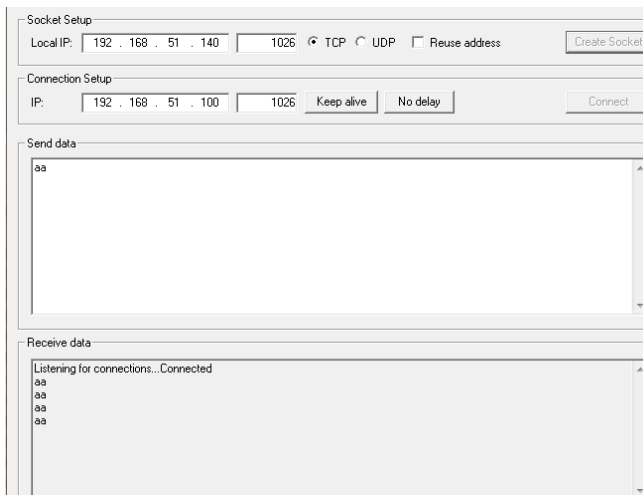 Socket Setup
Local IP: 192 . 168 . 51 . 140 1026 TCP UDP Reuse address Create Socket
Connection Setup
IP: 192 . 168 . 51 . 100 1026 Keep alive No delay Connect
Send data
aa
Receive data
Listening for connections...Connected
aa
aa
aa
aa